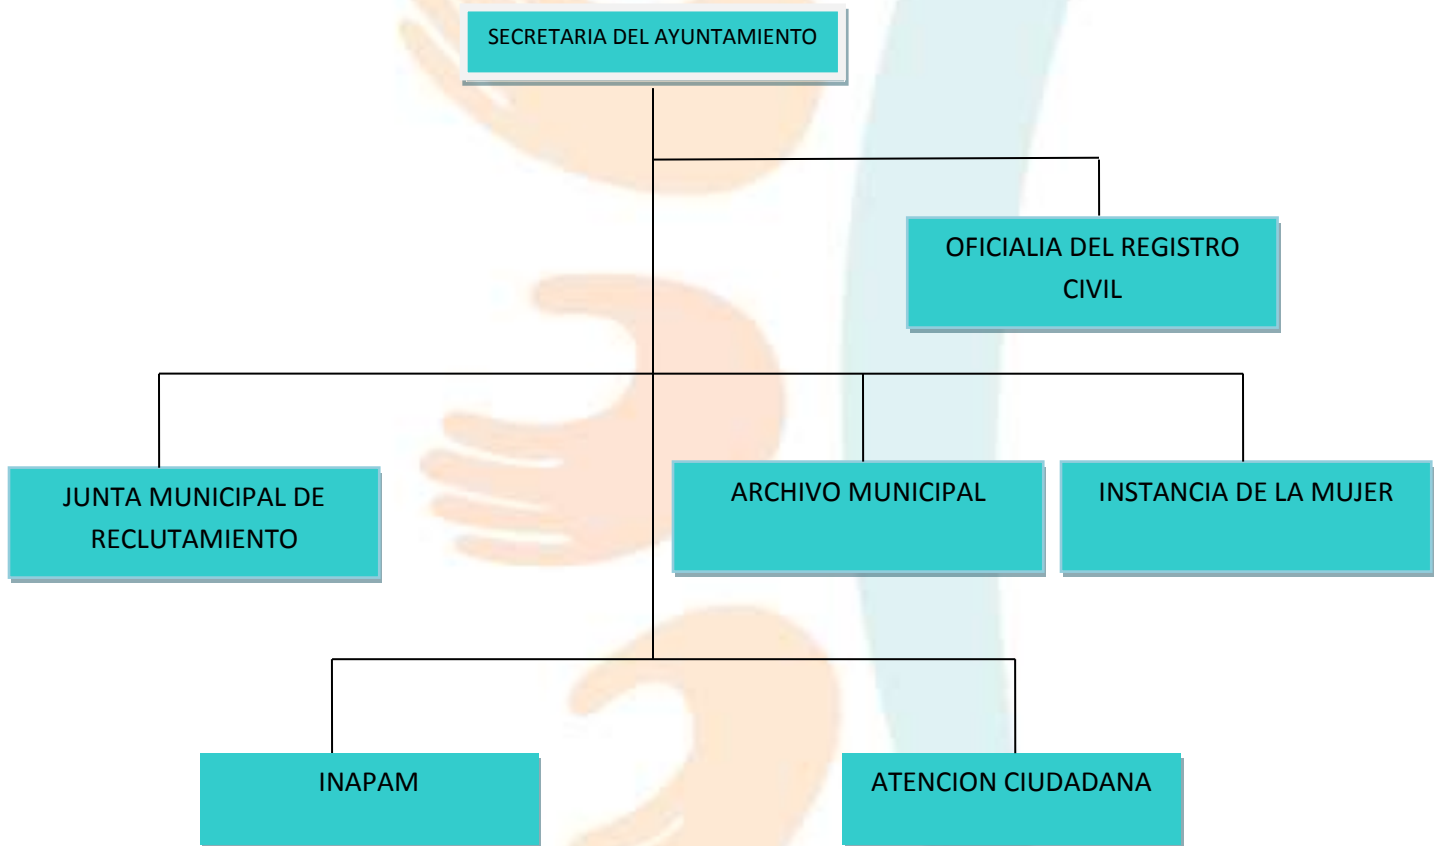 SECRETARIA DEL AYUNTAMIENTO
OFICIALIA DEL REGISTRO
CIVIL
JUNTA MUNICIPAL DE
RECLUTAMIENTO
ARCHIVO MUNICIPAL
INSTANCIA DE LA MUJER
INAPAM
ATENCION CIUDADANA